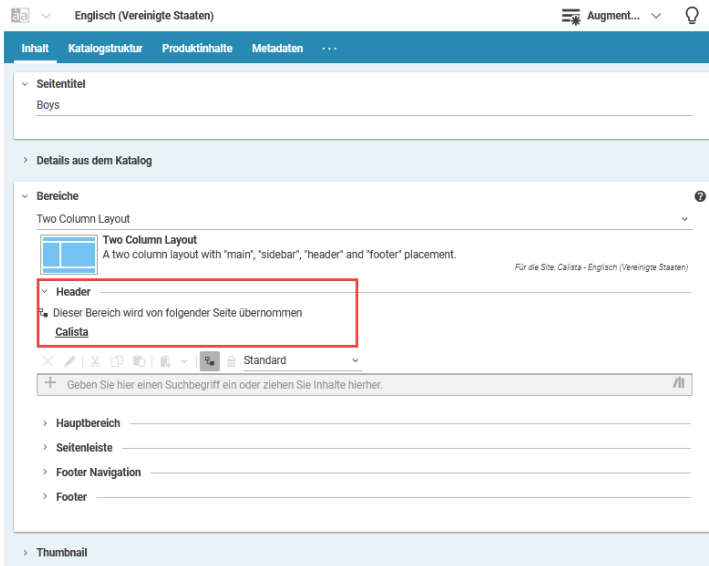 Englisch (Vereinigte Staaten)
Augment...
Inhalt Katalogstruktur Produktinhalte Metadaten ...
Seitentitel
Boys
Details aus dem Katalog
Bereiche
Two Column Layout
Two Column Layout
A two column layout with "main", "sidebar", "header" and "footer" placement.
Für die Site: Calista - Englisch (Vereinigte Staaten)
Header
Dieser Bereich wird von folgender Seite übernommen
Calista
Standard
Geben Sie hier einen Suchbegriff ein oder ziehen Sie Inhalte hierher.
Hauptbereich
Seitenleiste
Footer Navigation
Footer
Thumbnail